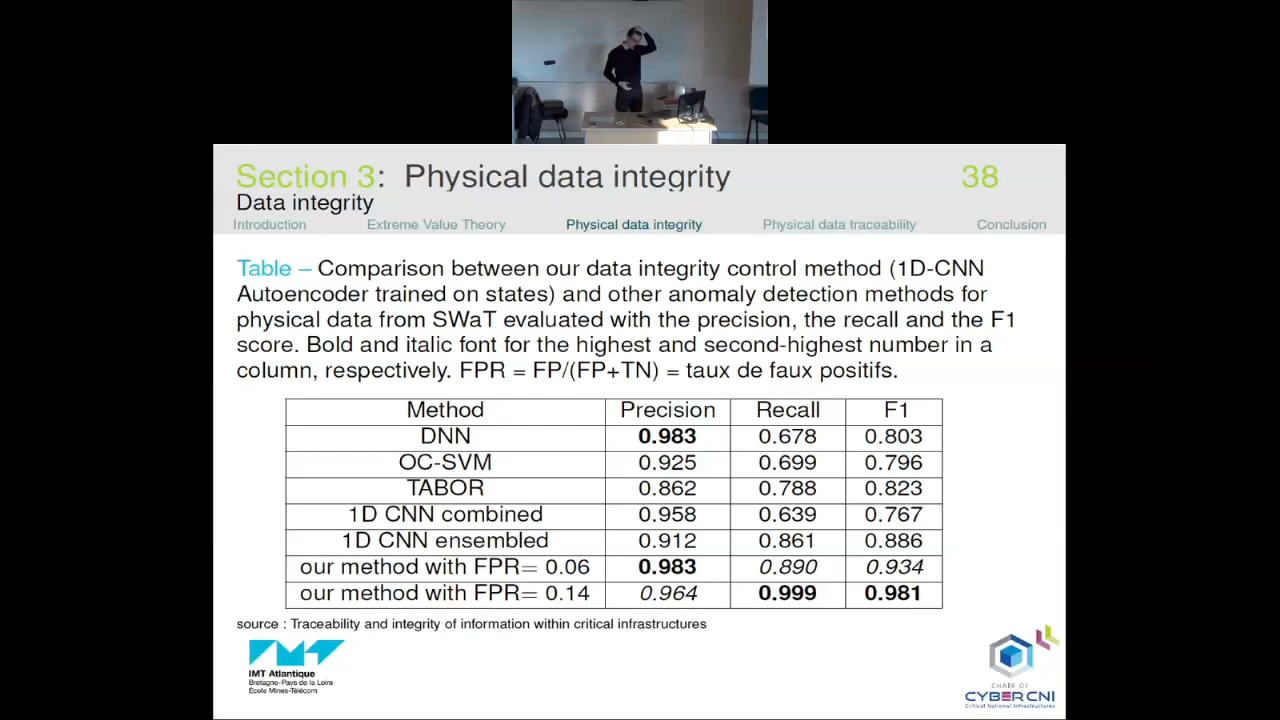 Section 3: Physical data integrity 38
Data integrity
Introduction Extreme Value Theory Physical data integrity Physical data traceability Conclusion
Table – Comparison between our data integrity control method (1D-CNN
Autoencoder trained on states) and other anomaly detection methods for
physical data from SWaT evaluated with the precision, the recall and the F1
score. Bold and italic font for the highest and second-highest number in a
column, respectively. FPR = FP/(FP+TN) = taux de faux positifs.
Method Precision Recall F1
DNN 0.983 0.678 0.803
OC-SVM 0.925 0.699 0.796
TABOR 0.862 0.788 0.823
1D CNN combined 0.958 0.639 0.767
1D CNN ensembled 0.912 0.861 0.886
our method with FPR= 0.06 0.983 0.890 0.934
our method with FPR= 0.14 0.964 0.999 0.981
source : Traceability and integrity of information within critical infrastructures
IMT Atlantique
Bretagne-Pays de la Loire
École Mines-Télécom
CHAIR OF
CYBERCNI
Critical National Infrastructures